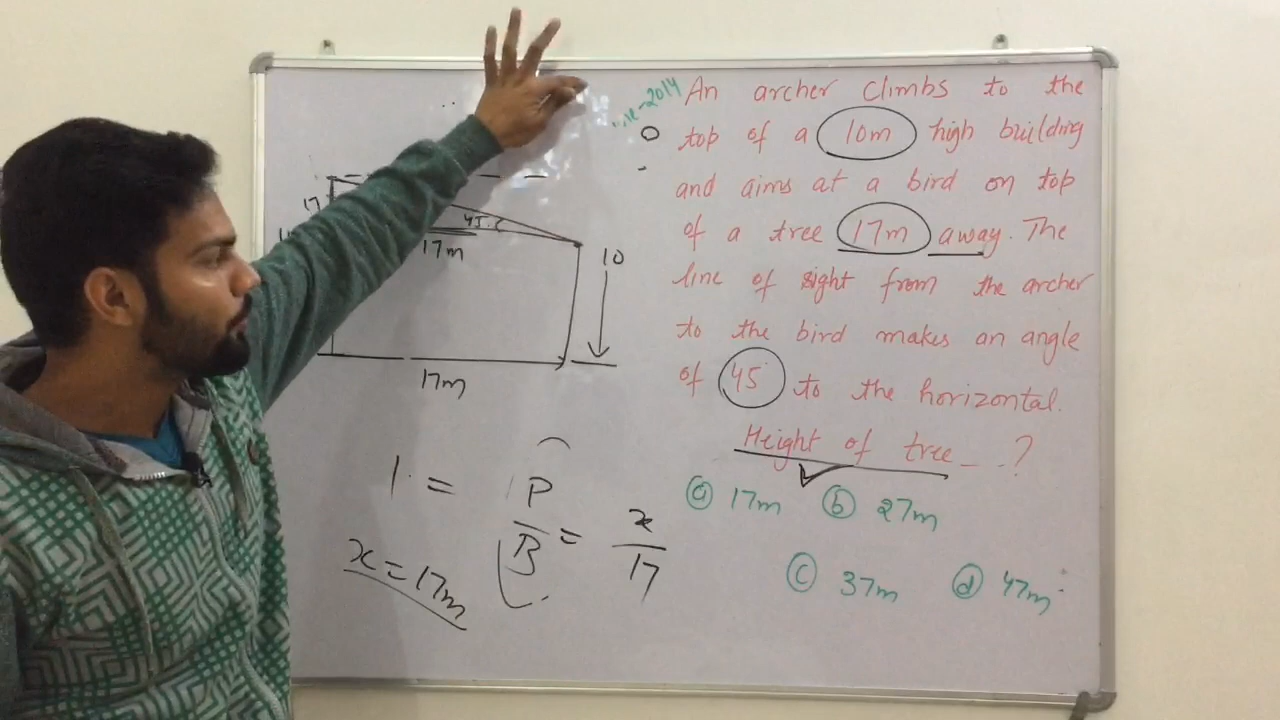 An archer climbs to the
top of a 10m high building
and aims at a bird on top
of a tree 17m away. The
line of sight from the archer
to the bird makes an angle
of 45 to the horizontal.
Height of tree - - ?
ⓐ 17m ⓑ 27m
ⓒ 37m ⓓ 47m
2014
17
45
17m
10
17m
1 = P/B = x/17
x = 17m